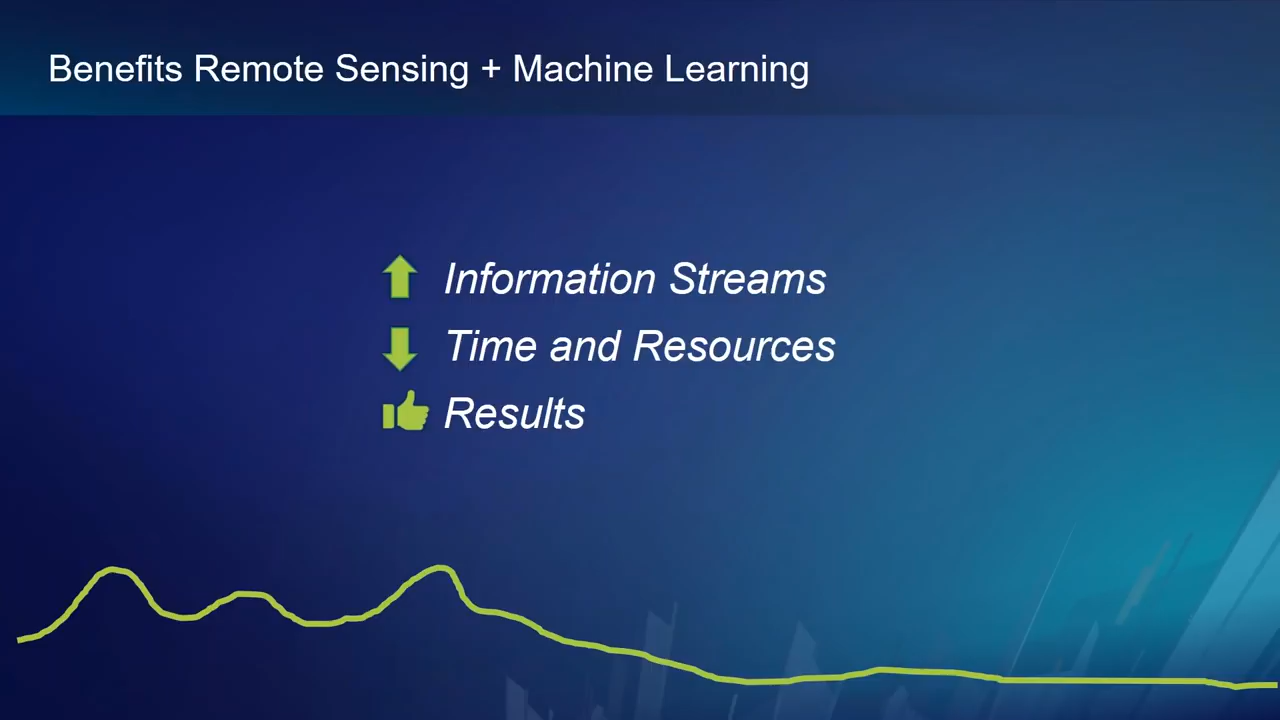 Benefits Remote Sensing + Machine Learning
Information Streams
Time and Resources
Results